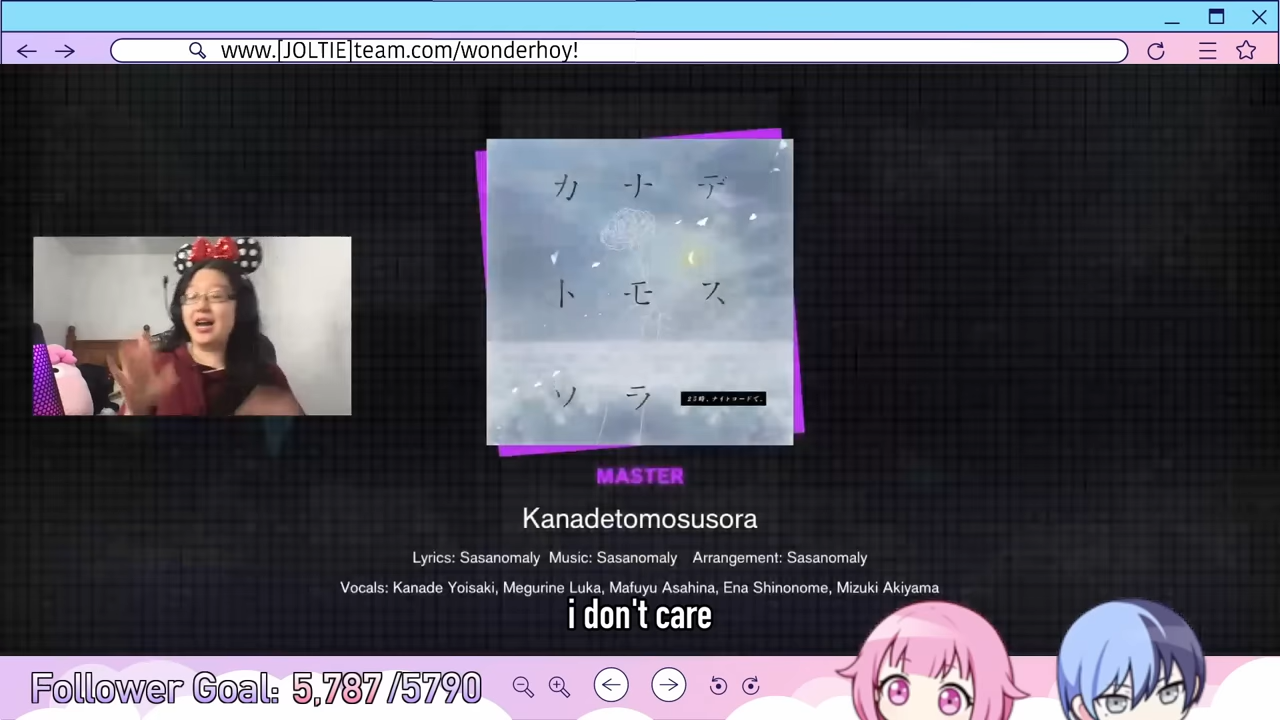 www.[JOLTIE]team.com/wonderhoy!
カナデ
トモス
ソラ
25時、ナイトコードで。
MASTER
Kanadetomosusora
Lyrics: Sasanomaly Music: Sasanomaly Arrangement: Sasanomaly
Vocals: Kanade Yoisaki, Megurine Luka, Mafuyu Asahina, Ena Shinonome, Mizuki Akiyama
i don't care
Follower Goal: 5,787/5790